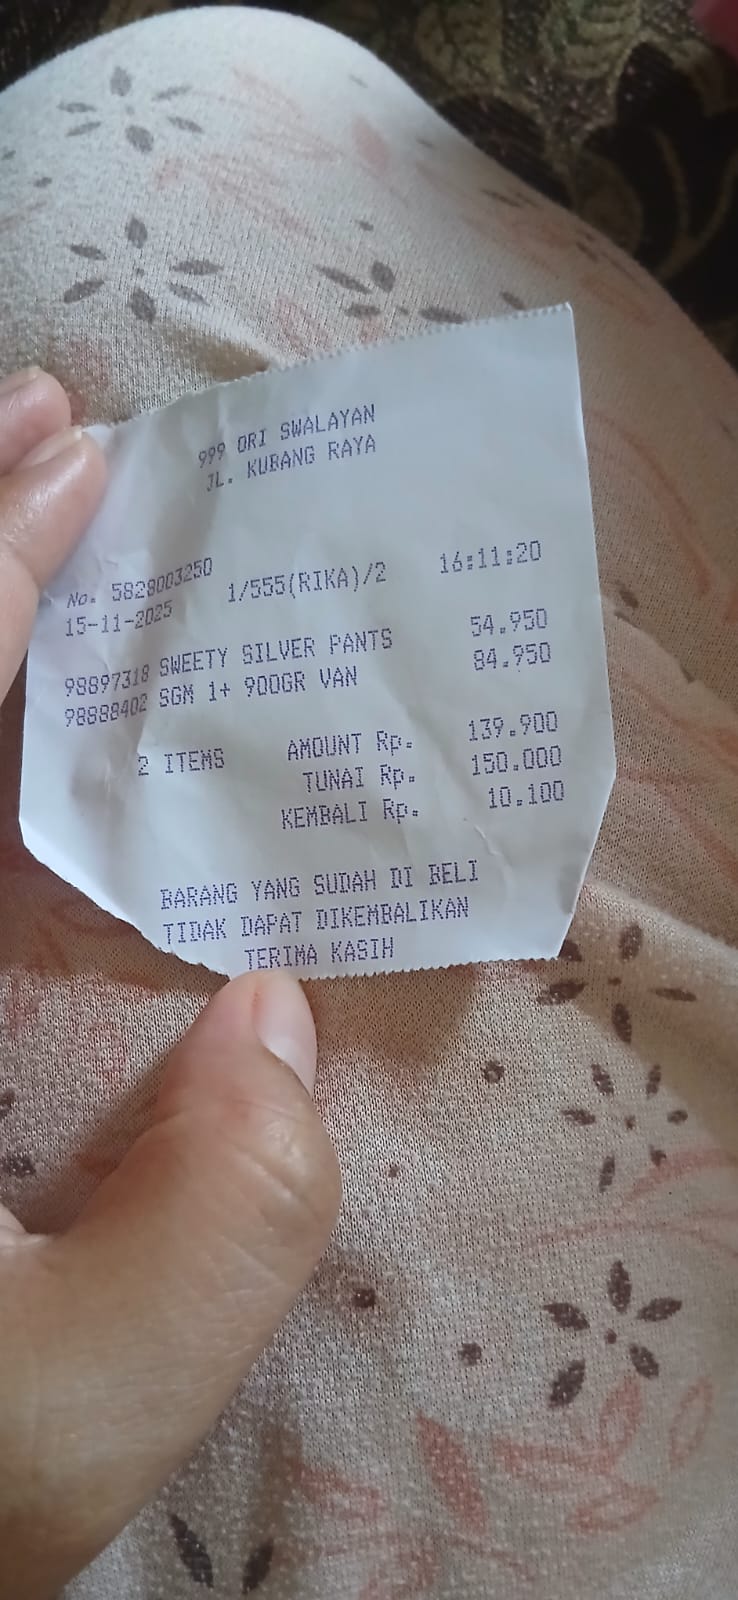 999 ORI SWALAYAN
JL. KUBANG RAYA
No. 5828003250
15-11-2025 1/555(RIKA)/2 16:11:20
98897318 SWEETY SILVER PANTS 54.950
98888402 SGM 1+ 900GR VAN 84.950
2 ITEMS AMOUNT Rp. 139.900
TUNAI Rp. 150.000
KEMBALI Rp. 10.100
BARANG YANG SUDAH DI BELI
TIDAK DAPAT DIKEMBALIKAN
TERIMA KASIH